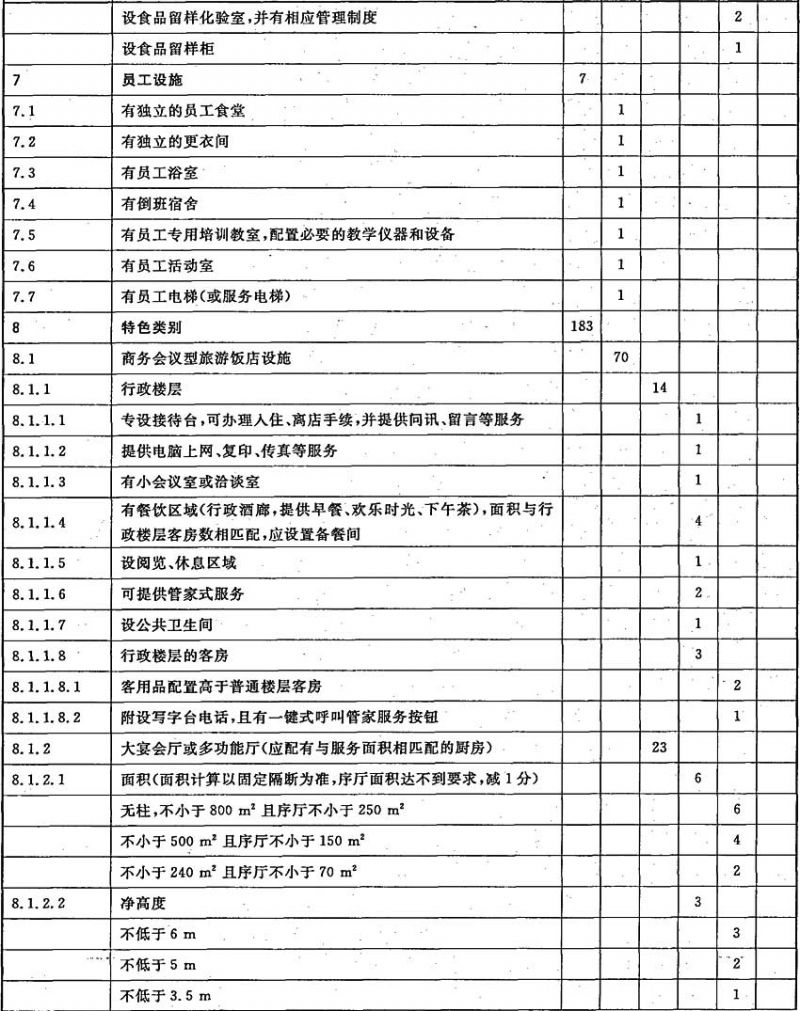 设食品留样化验室,并有相应管理制度 2
设食品留样柜 1
7 员工设施 7
7.1 有独立的员工食堂 1
7.2 有独立的更衣间 1
7.3 有员工浴室 1
7.4 有倒班宿舍 1
7.5 有员工专用培训教室,配置必要的教学仪器和设备 1
7.6 有员工活动室 1
7.7 有员工电梯(或服务电梯) 1
8 特色类别 183
8.1 商务会议型旅游饭店设施 70
8.1.1 行政楼层 14
8.1.1.1 专设接待台,可办理入住、离店手续,并提供问讯、留言等服务 1
8.1.1.2 提供电脑上网、复印、传真等服务 1
8.1.1.3 有小会议室或洽谈室 1
8.1.1.4 有餐饮区域(行政酒廊,提供早餐、欢乐时光、下午茶),面积与行
政楼层客房数相匹配,应设置备餐间 4
8.1.1.5 设阅览、休息区域 1
8.1.1.6 可提供管家式服务 2
8.1.1.7 设公共卫生间 1
8.1.1.8 行政楼层的客房 3
8.1.1.8.1 客用品配置高于普通楼层客房 2
8.1.1.8.2 附设写字台电话,且有一键式呼叫管家服务按钮 1
8.1.2 大宴会厅或多功能厅(应配有与服务面积相匹配的厨房) 23
8.1.2.1 面积(面积计算以固定隔断为准,序厅面积达不到要求,减1分) 6
无柱,不小于800 m² 且序厅不小于250 m² 6
不小于500 m² 且序厅不小于150 m² 4
不小于240 m² 且序厅不小于70 m² 2
8.1.2.2 净高度 3
不低于6 m 3
不低于5 m 2
不低于3.5 m 1